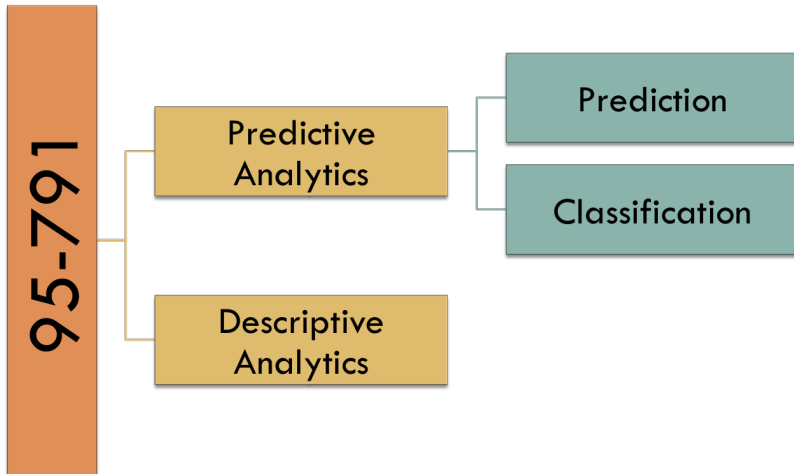 95-791
Predictive
Analytics
Prediction
Classification
Descriptive
Analytics